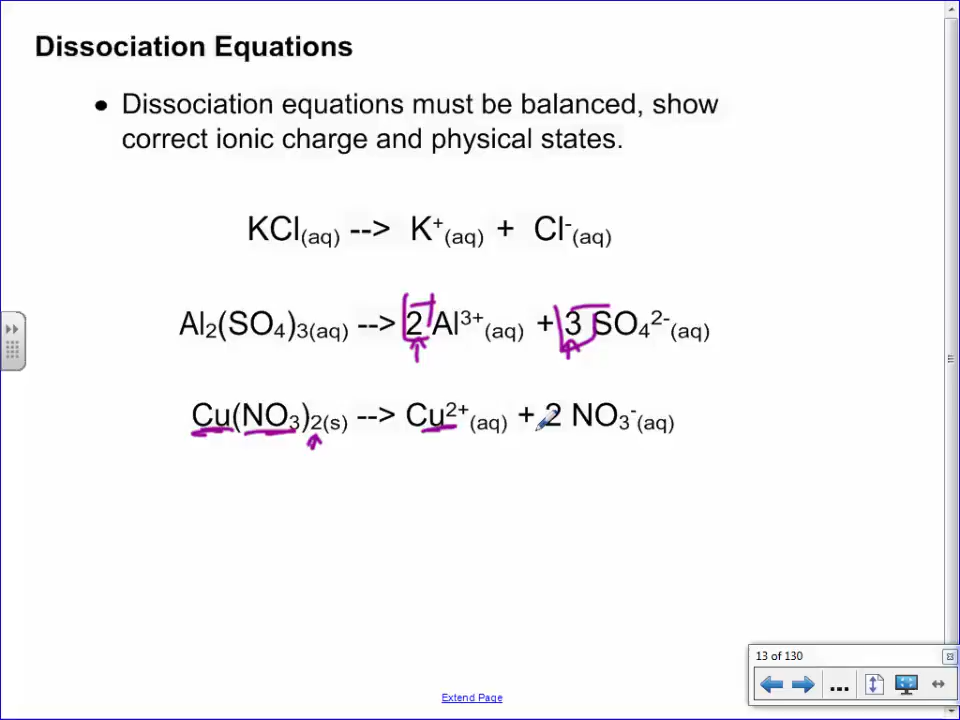 Dissociation Equations
• Dissociation equations must be balanced, show
correct ionic charge and physical states.
KCl(aq) --> K⁺(aq) + Cl⁻(aq)
Al₂(SO₄)₃(aq) --> 2 Al³⁺(aq) + 3 SO₄²⁻(aq)
Cu(NO₃)₂(s) --> Cu²⁺(aq) + 2 NO₃⁻(aq)
13 of 130
Extend Page